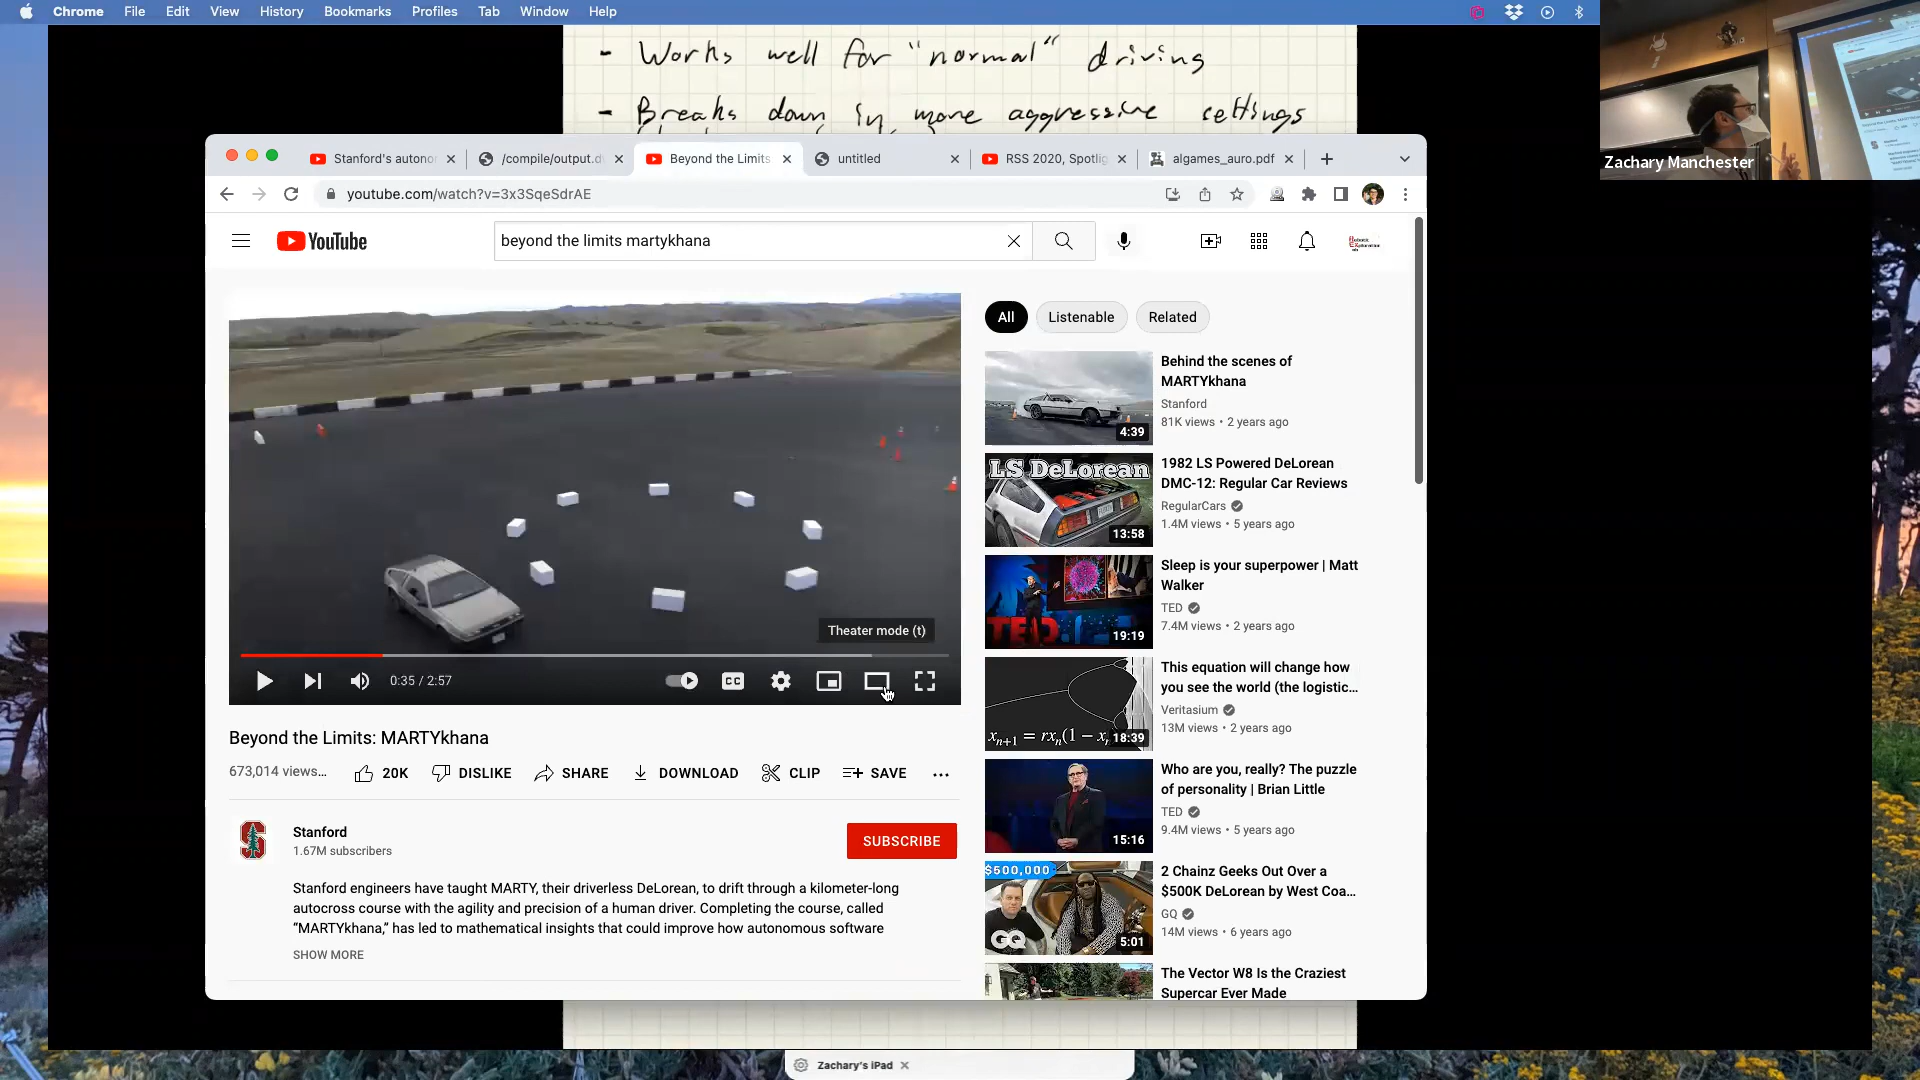 Chrome File Edit View History Bookmarks Profiles Tab Window Help
- Works well for "normal" driving
- Breaks down in more aggressive settings
Zachary Manchester
Stanford's autono
/compile/output.d
Beyond the Limits
untitled
RSS 2020, Spotlig
algames_auro.pdf
youtube.com/watch?v=3x3SqeSdrAE
YouTube
beyond the limits martykhana
Theater mode (t)
0:35 / 2:57
CC
Beyond the Limits: MARTYkhana
673,014 views...
20K DISLIKE SHARE DOWNLOAD CLIP SAVE ...
Stanford
1.67M subscribers
SUBSCRIBE
Stanford engineers have taught MARTY, their driverless DeLorean, to drift through a kilometer-long
autocross course with the agility and precision of a human driver. Completing the course, called
“MARTYkhana,” has led to mathematical insights that could improve how autonomous software
SHOW MORE
All Listenable Related
Behind the scenes of
MARTYkhana
Stanford
81K views • 2 years ago
4:39
LS DeLorean
1982 LS Powered DeLorean
DMC-12: Regular Car Reviews
RegularCars
1.4M views • 5 years ago
13:58
Sleep is your superpower | Matt
Walker
TED
7.4M views • 2 years ago
TED
19:19
This equation will change how
you see the world (the logistic...
Veritasium
13M views • 2 years ago
18:39
Who are you, really? The puzzle
of personality | Brian Little
TED
9.4M views • 5 years ago
15:16
$500,000
2 Chainz Geeks Out Over a
$500K DeLorean by West Coa...
GQ
14M views • 6 years ago
GQ
5:01
The Vector W8 Is the Craziest
Supercar Ever Made
Zachary's iPad